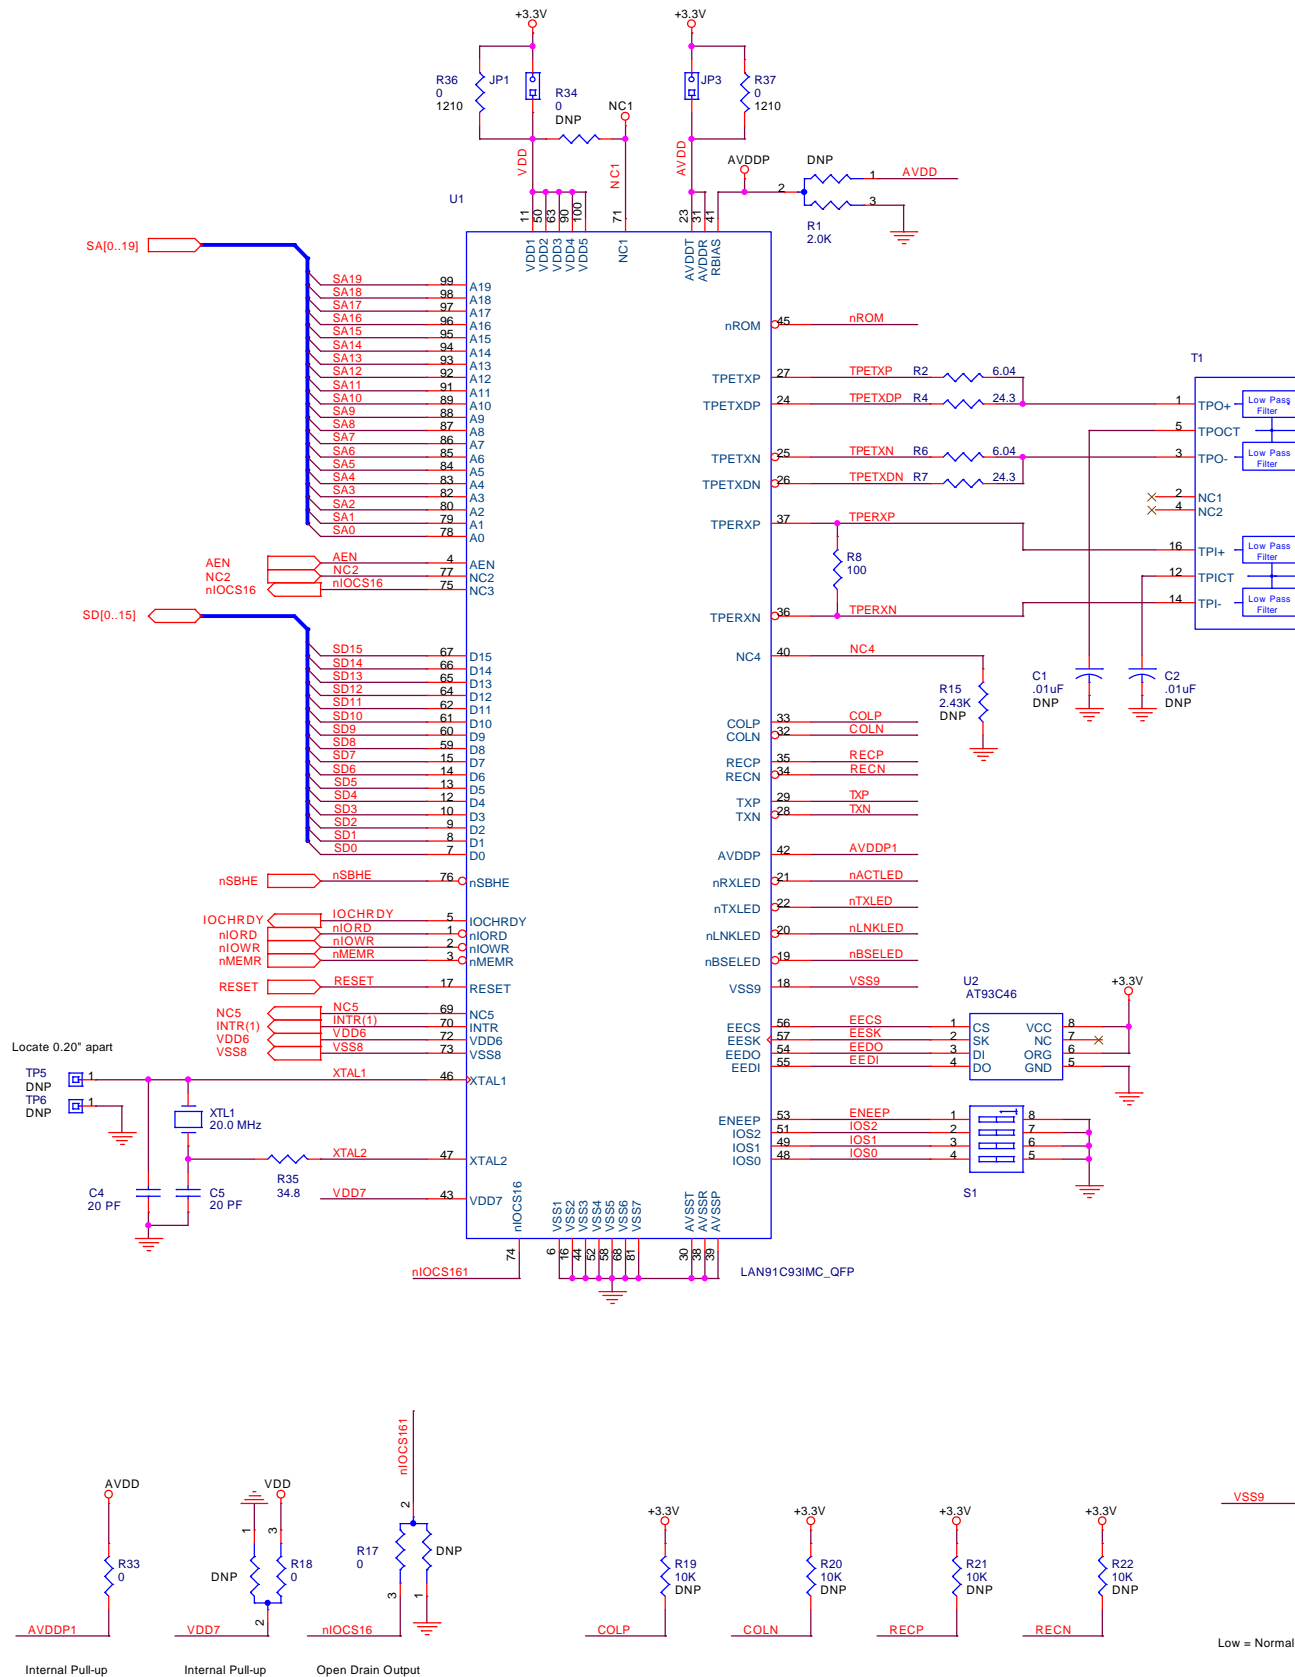 +3.3V
+3.3V
R36
0
1210
JP1
R34
0
DNP
NC1
JP3
R37
0
1210
VDD
NC1
AVDD
AVDDP
DNP
1
AVDD
2
3
R1
2.0K
U1
11
50
63
90
100
71
23
31
41
VDD1
VDD2
VDD3
VDD4
VDD5
NC1
AVDDT
AVDDR
RBIAS
SA[0..19]
SA19 99 A19
SA18 98 A18
SA17 97 A17
SA16 96 A16
SA15 95 A15
SA14 94 A14
SA13 93 A13
SA12 92 A12
SA11 91 A11
SA10 89 A10
SA9 88 A9
SA8 87 A8
SA7 86 A7
SA6 85 A6
SA5 84 A5
SA4 83 A4
SA3 82 A3
SA2 80 A2
SA1 79 A1
SA0 78 A0
AEN AEN 4 AEN
NC2 NC2 77 NC2
nIOCS16 nIOCS16 75 NC3
SD[0..15]
SD15 67 D15
SD14 66 D14
SD13 65 D13
SD12 64 D12
SD11 62 D11
SD10 61 D10
SD9 60 D9
SD8 59 D8
SD7 15 D7
SD6 14 D6
SD5 13 D5
SD4 12 D4
SD3 10 D3
SD2 9 D2
SD1 8 D1
SD0 7 D0
nSBHE nSBHE 76 nSBHE
IOCHRDY IOCHRDY 5 IOCHRDY
nIORD nIORD 1 nIORD
nIOWR nIOWR 2 nIOWR
nMEMR nMEMR 3 nMEMR
RESET RESET 17 RESET
NC5 NC5 69 NC5
INTR(1) INTR(1) 70 INTR
VDD6 VDD6 72 VDD6
VSS8 VSS8 73 VSS8
Locate 0.20" apart
TP5
DNP
1
XTAL1 46 XTAL1
TP6
DNP
1
XTL1
20.0 MHz
XTAL2 47 XTAL2
R35
34.8
C4
20 PF
C5
20 PF
VDD7 43 VDD7
nROM 45 nROM
TPETXP 27 TPETXP R2 6.04
TPETXDP 24 TPETXDP R4 24.3
TPETXN 25 TPETXN R6 6.04
TPETXDN 26 TPETXDN R7 24.3
TPERXP 37 TPERXP
R8
100
TPERXN 36 TPERXN
NC4 40 NC4
R15
2.43K
DNP
COLP 33 COLP
COLN 32 COLN
RECP 35 RECP
RECN 34 RECN
TXP 29 TXP
TXN 28 TXN
AVDDP 42 AVDDP1
nRXLED 21 nACTLED
nTXLED 22 nTXLED
nLNKLED 20 nLNKLED
nBSELED 19 nBSELED
VSS9 18 VSS9
T1
1 TPO+ Low Pass Filter
5 TPOCT
3 TPO- Low Pass Filter
2 NC1
4 NC2
16 TPI+ Low Pass Filter
12 TPICT
14 TPI- Low Pass Filter
C1
.01uF
DNP
C2
.01uF
DNP
U2
AT93C46
+3.3V
EECS 56 EECS 1 CS VCC 8
EESK 57 EESK 2 SK NC 7
EEDO 54 EEDO 3 DI ORG 6
EEDI 55 EEDI 4 DO GND 5
ENEEP 53 ENEEP 1 8
IOS2 51 IOS2 2 7
IOS1 49 IOS1 3 6
IOS0 48 IOS0 4 5
S1
nIOCS16
VSS1
VSS2
VSS3
VSS4
VSS5
VSS6
VSS7
AVSST
AVSSR
AVSSP
74
6
16
44
52
58
68
81
30
38
39
nIOCS161
LAN91C93IMC_QFP
AVDD
R33
0
AVDDP1
Internal Pull-up
VDD
1
3
DNP
R18
0
2
VDD7
Internal Pull-up
nIOCS161
2
R17
0
DNP
3
1
nIOCS16
Open Drain Output
+3.3V
R19
10K
DNP
COLP
+3.3V
R20
10K
DNP
COLN
+3.3V
R21
10K
DNP
RECP
+3.3V
R22
10K
DNP
RECN
VSS9
Low = Normal